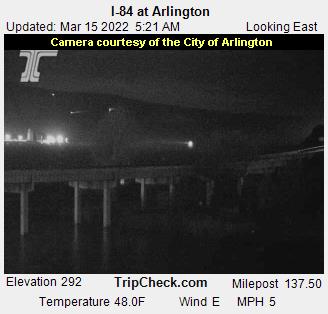 I-84 at Arlington
Updated: Mar 15 2022 5:21 AM Looking East
Camera courtesy of the City of Arlington
Elevation 292 TripCheck.com Milepost 137.50
Temperature 48.0F Wind E MPH 5